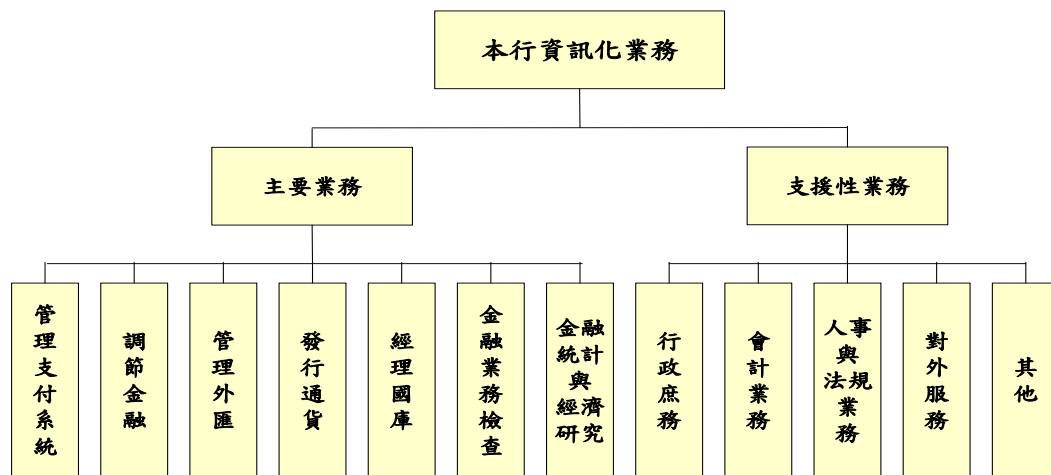 本行資訊化業務
主要業務
支援性業務
管理支付系統
調節金融
管理外匯
發行通貨
經理國庫
金融業務檢查
金融統計與經濟研究
行政庶務
會計業務
人事與法規業務
對外服務
其他